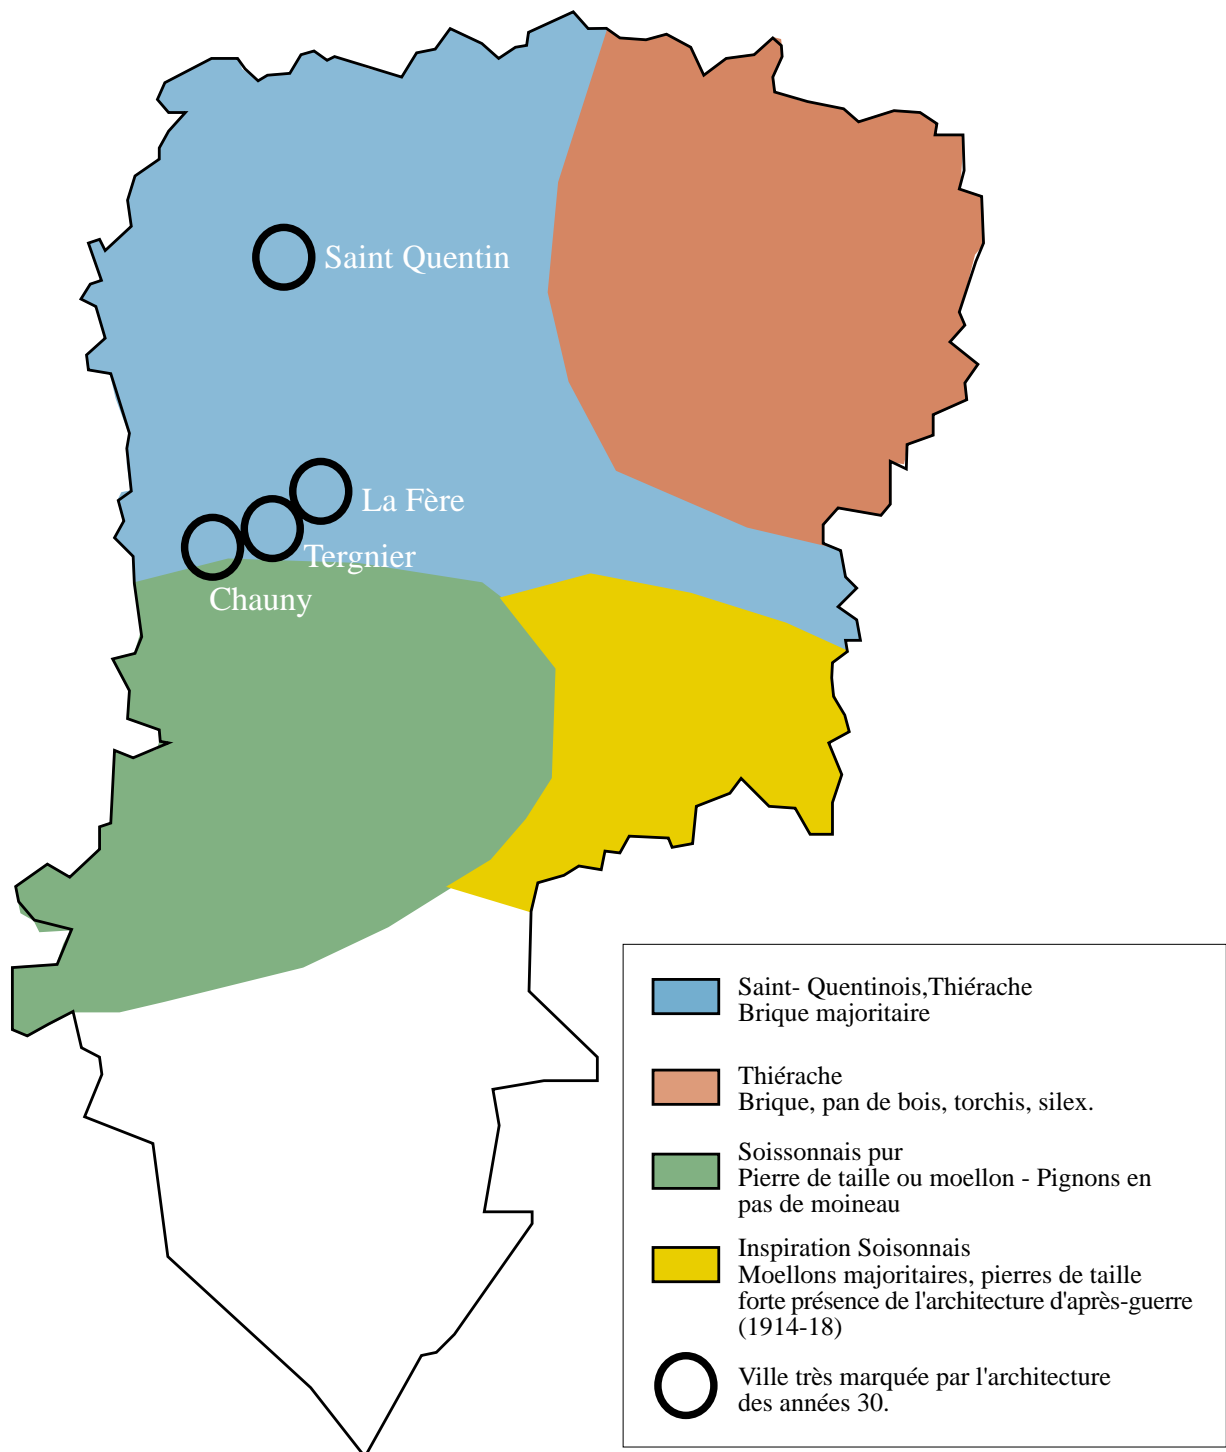 Saint Quentin
La Fère
Tergnier
Chauny
Saint- Quentinois,Thiérache
Brique majoritaire
Thiérache
Brique, pan de bois, torchis, silex.
Soissonnais pur
Pierre de taille ou moellon - Pignons en
pas de moineau
Inspiration Soisonnais
Moellons majoritaires, pierres de taille
forte présence de l'architecture d'après-guerre
(1914-18)
Ville très marquée par l'architecture
des années 30.